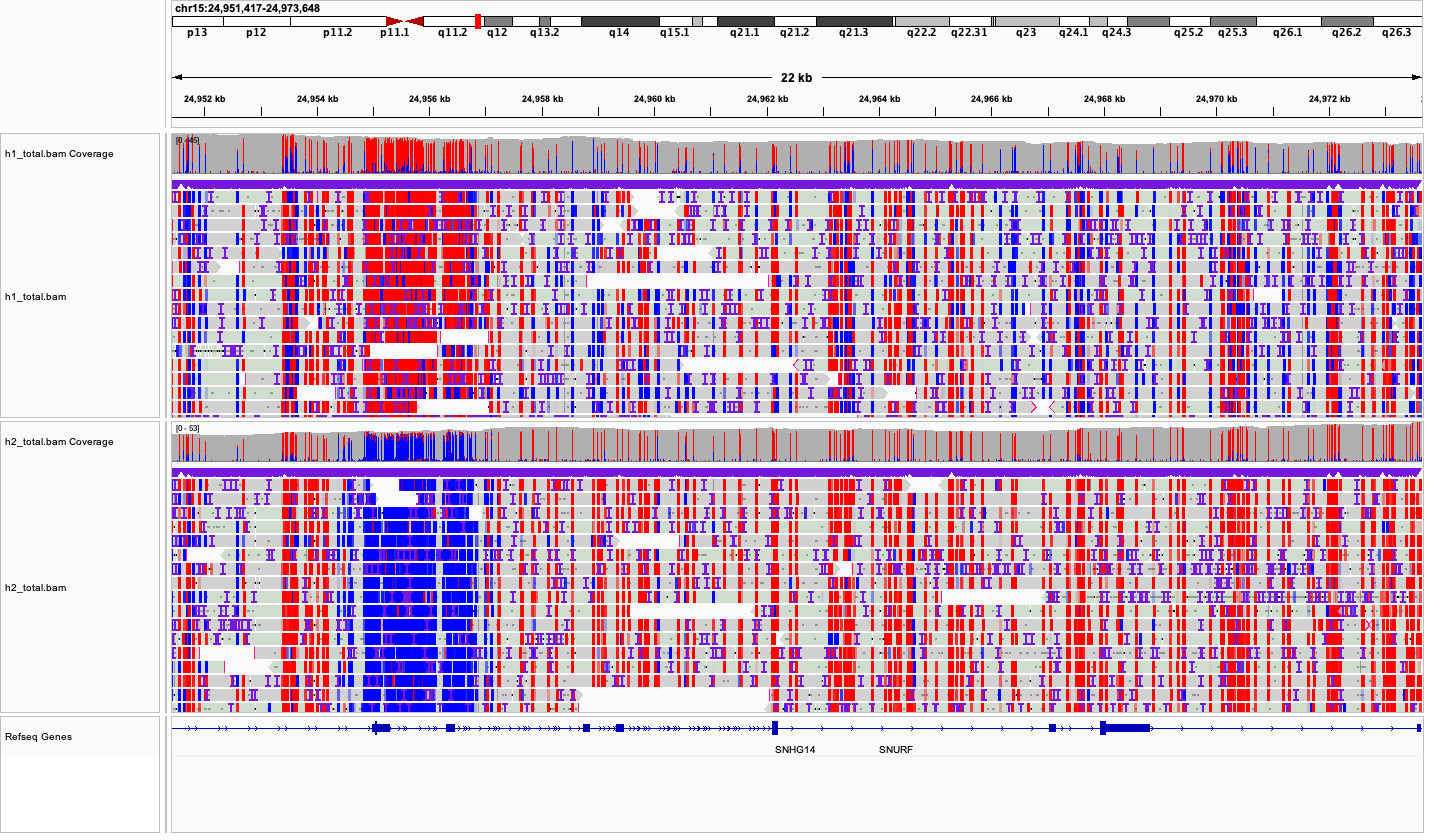 chr15:24,951,417-24,973,648
p13 p12 p11.2 p11.1 q11.2 q12 q13.2 q14 q15.1 q21.1 q21.2 q21.3 q22.2 q22.31 q23 q24.1 q24.3 q25.2 q25.3 q26.1 q26.2 q26.3
22 kb
24,952 kb 24,954 kb 24,956 kb 24,958 kb 24,960 kb 24,962 kb 24,964 kb 24,966 kb 24,968 kb 24,970 kb 24,972 kb
h1_total.bam Coverage
h1_total.bam
h2_total.bam Coverage
[0 - 53]
h2_total.bam
Refseq Genes
SNHG14 SNURF